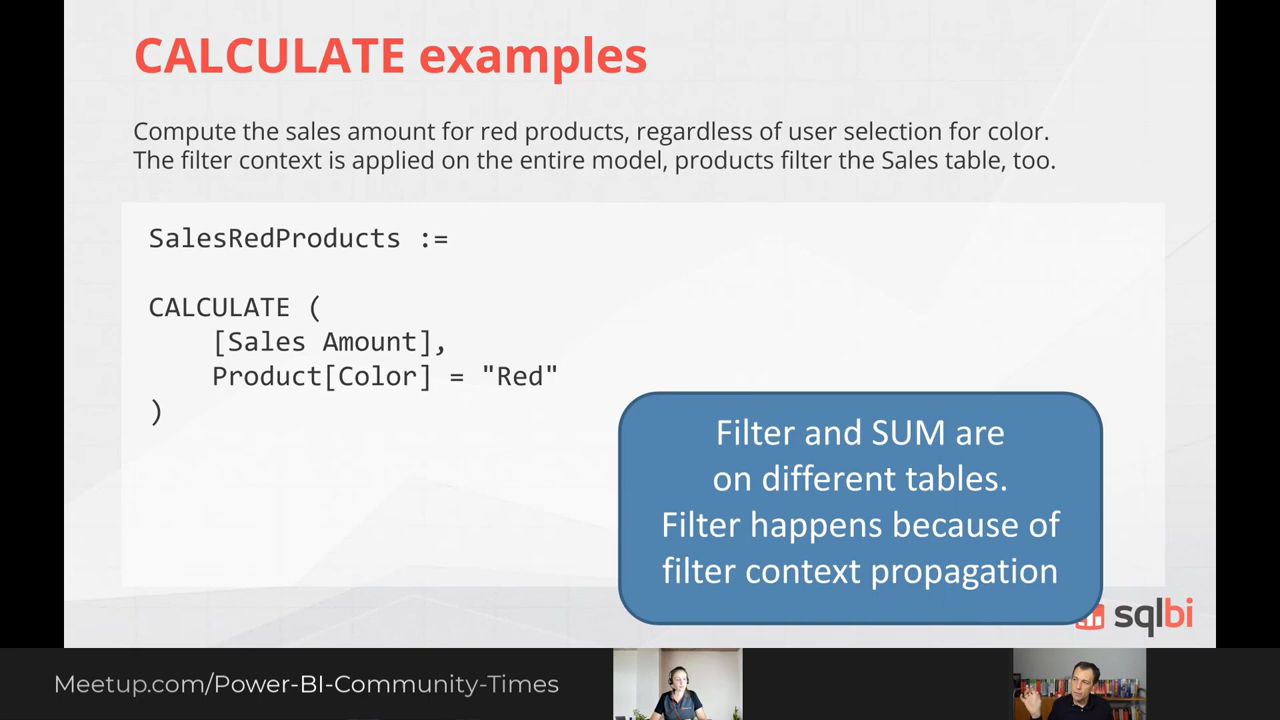 CALCULATE examples
Compute the sales amount for red products, regardless of user selection for color.
The filter context is applied on the entire model, products filter the Sales table, too.
SalesRedProducts :=
CALCULATE (
[Sales Amount],
Product[Color] = "Red"
)
Filter and SUM are
on different tables.
Filter happens because of
filter context propagation
sqlbi
Meetup.com/Power-BI-Community-Times